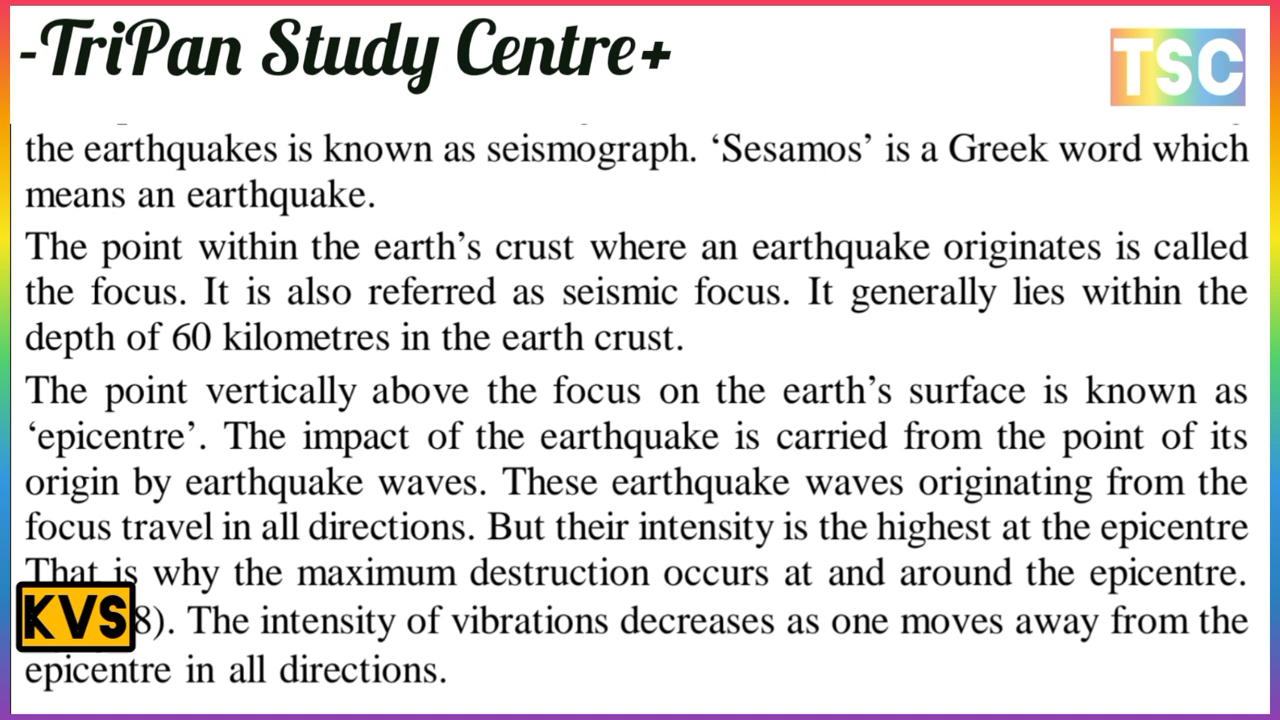 -TriPan Study Centre+
TSC
the earthquakes is known as seismograph. ‘Sesamos’ is a Greek word which
means an earthquake.
The point within the earth’s crust where an earthquake originates is called
the focus. It is also referred as seismic focus. It generally lies within the
depth of 60 kilometres in the earth crust.
The point vertically above the focus on the earth’s surface is known as
‘epicentre’. The impact of the earthquake is carried from the point of its
origin by earthquake waves. These earthquake waves originating from the
focus travel in all directions. But their intensity is the highest at the epicentre
That is why the maximum destruction occurs at and around the epicentre.
KVS 8). The intensity of vibrations decreases as one moves away from the
epicentre in all directions.